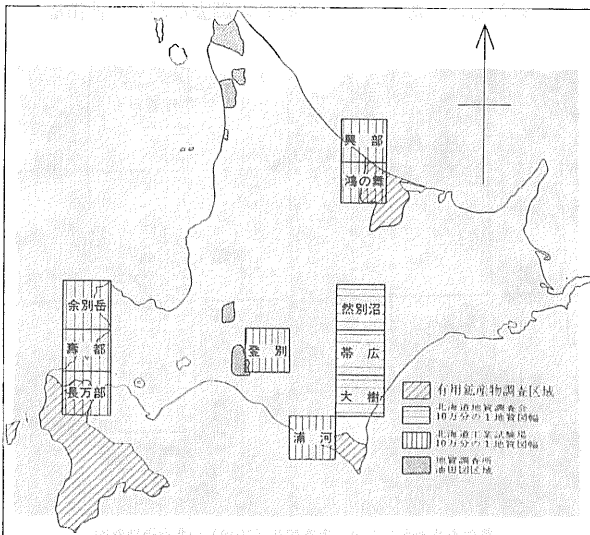 興部
鴻の舞
余別岳
壽都
長万部
登別
然別沼
帯広
大樹
浦河
有用鉱産物調査区域
北海道地質調査会
10万分の1地質図幅
北海道工業試験場
10万分の1地質図幅
地質調査所
油田図区域